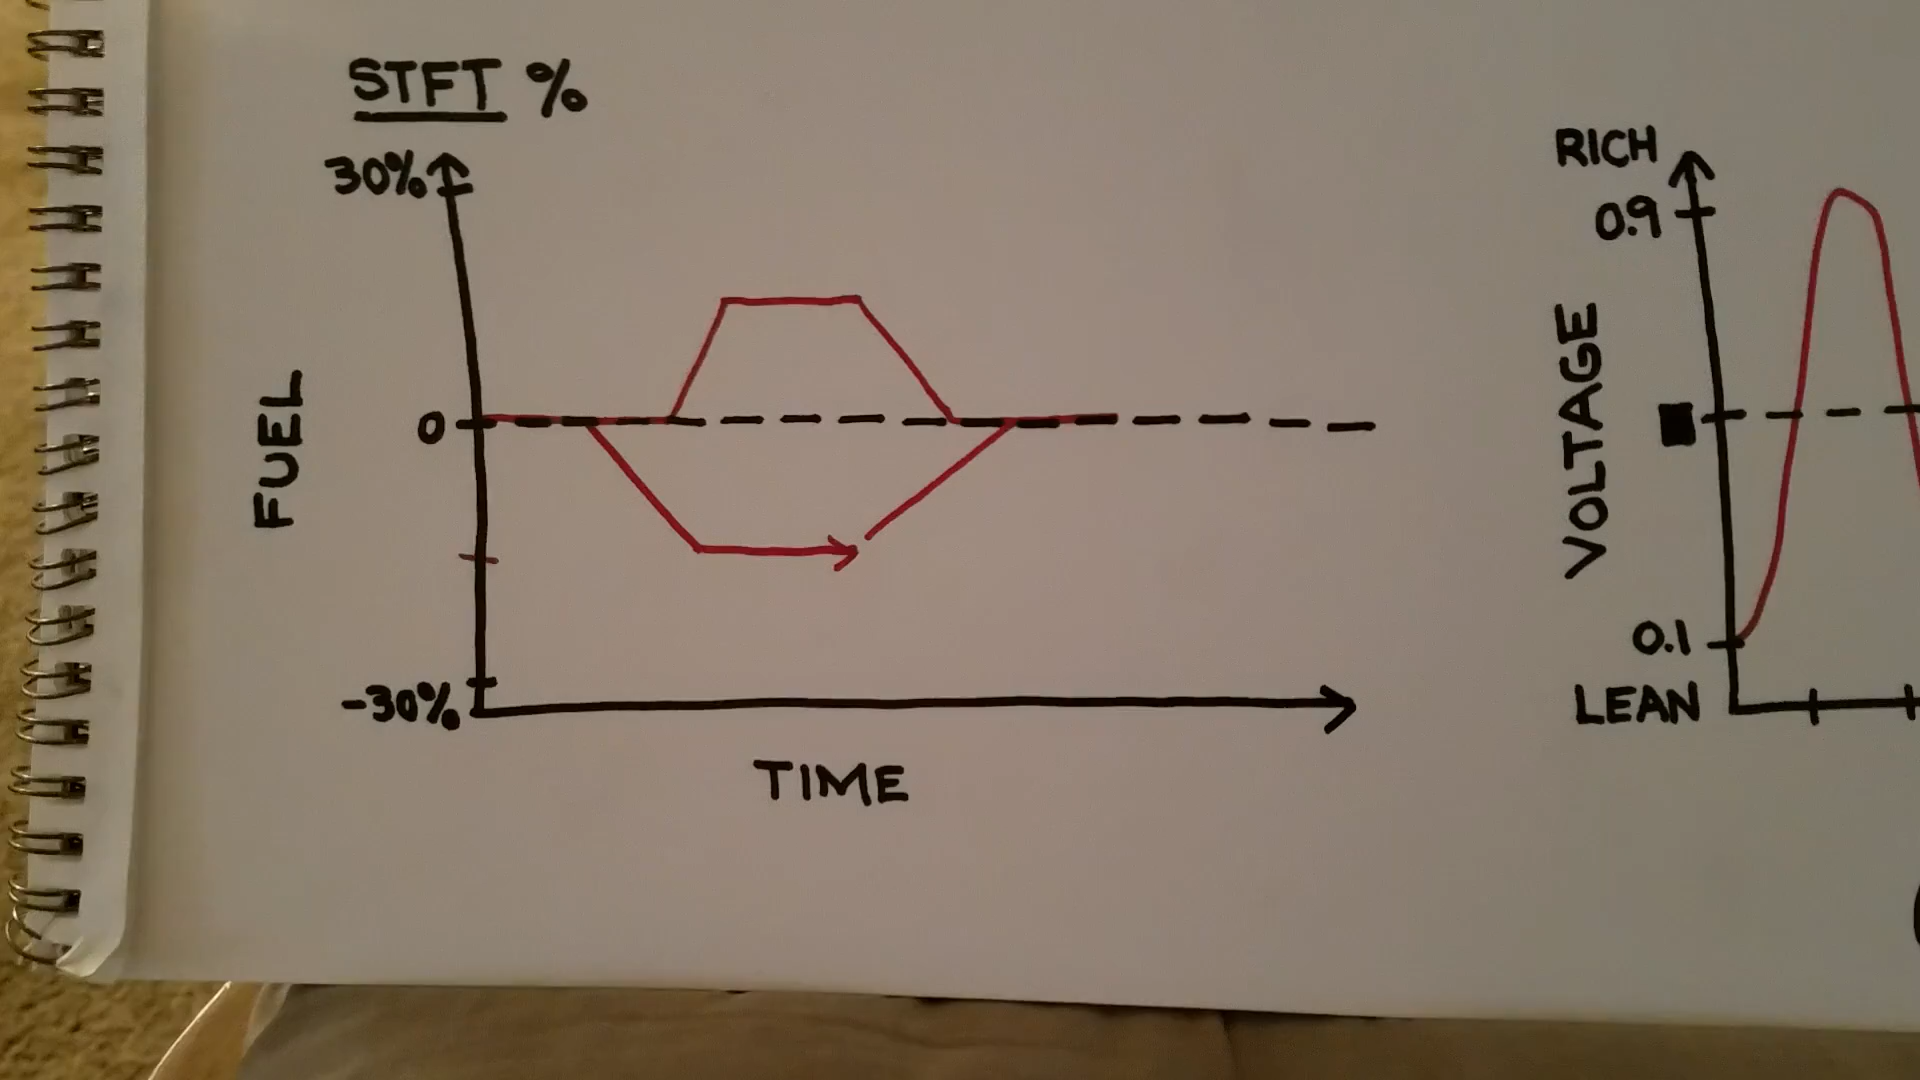 STFT %
30%
FUEL
0
-30%
TIME
RICH
0.9
VOLTAGE
0.1
LEAN